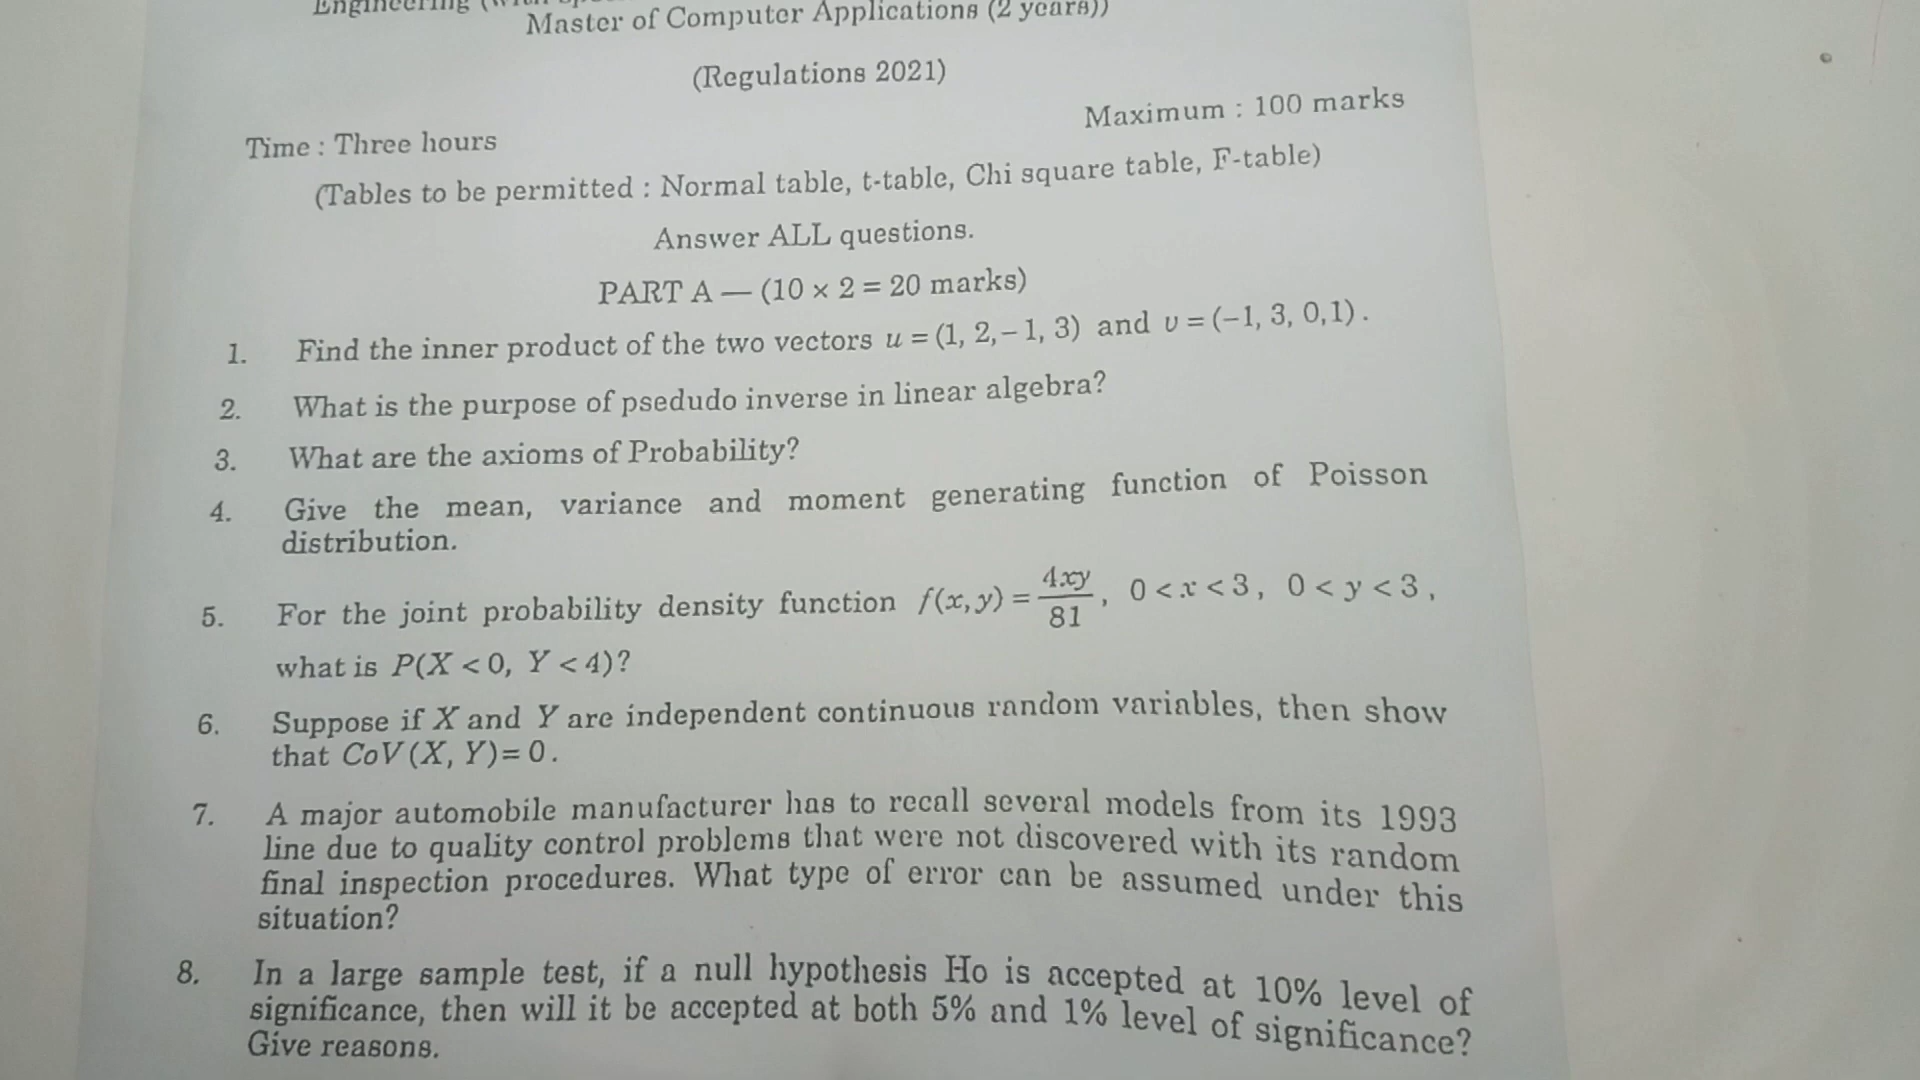 Engineering
Master of Computer Applications (2 years))
(Regulations 2021)
Time : Three hours
Maximum : 100 marks
(Tables to be permitted : Normal table, t-table, Chi square table, F-table)
Answer ALL questions.
PART A — (10 × 2 = 20 marks)
1. Find the inner product of the two vectors u = (1, 2, – 1, 3) and υ = (–1, 3, 0,1).
2. What is the purpose of psedudo inverse in linear algebra?
3. What are the axioms of Probability?
4. Give the mean, variance and moment generating function of Poisson
distribution.
5. For the joint probability density function f(x, y) = 4xy/81, 0 < x < 3, 0 < y < 3,
what is P(X < 0, Y < 4)?
6. Suppose if X and Y are independent continuous random variables, then show
that CoV (X, Y) = 0.
7. A major automobile manufacturer has to recall several models from its 1993
line due to quality control problems that were not discovered with its random
final inspection procedures. What type of error can be assumed under this
situation?
8. In a large sample test, if a null hypothesis Ho is accepted at 10% level of
significance, then will it be accepted at both 5% and 1% level of significance?
Give reasons.